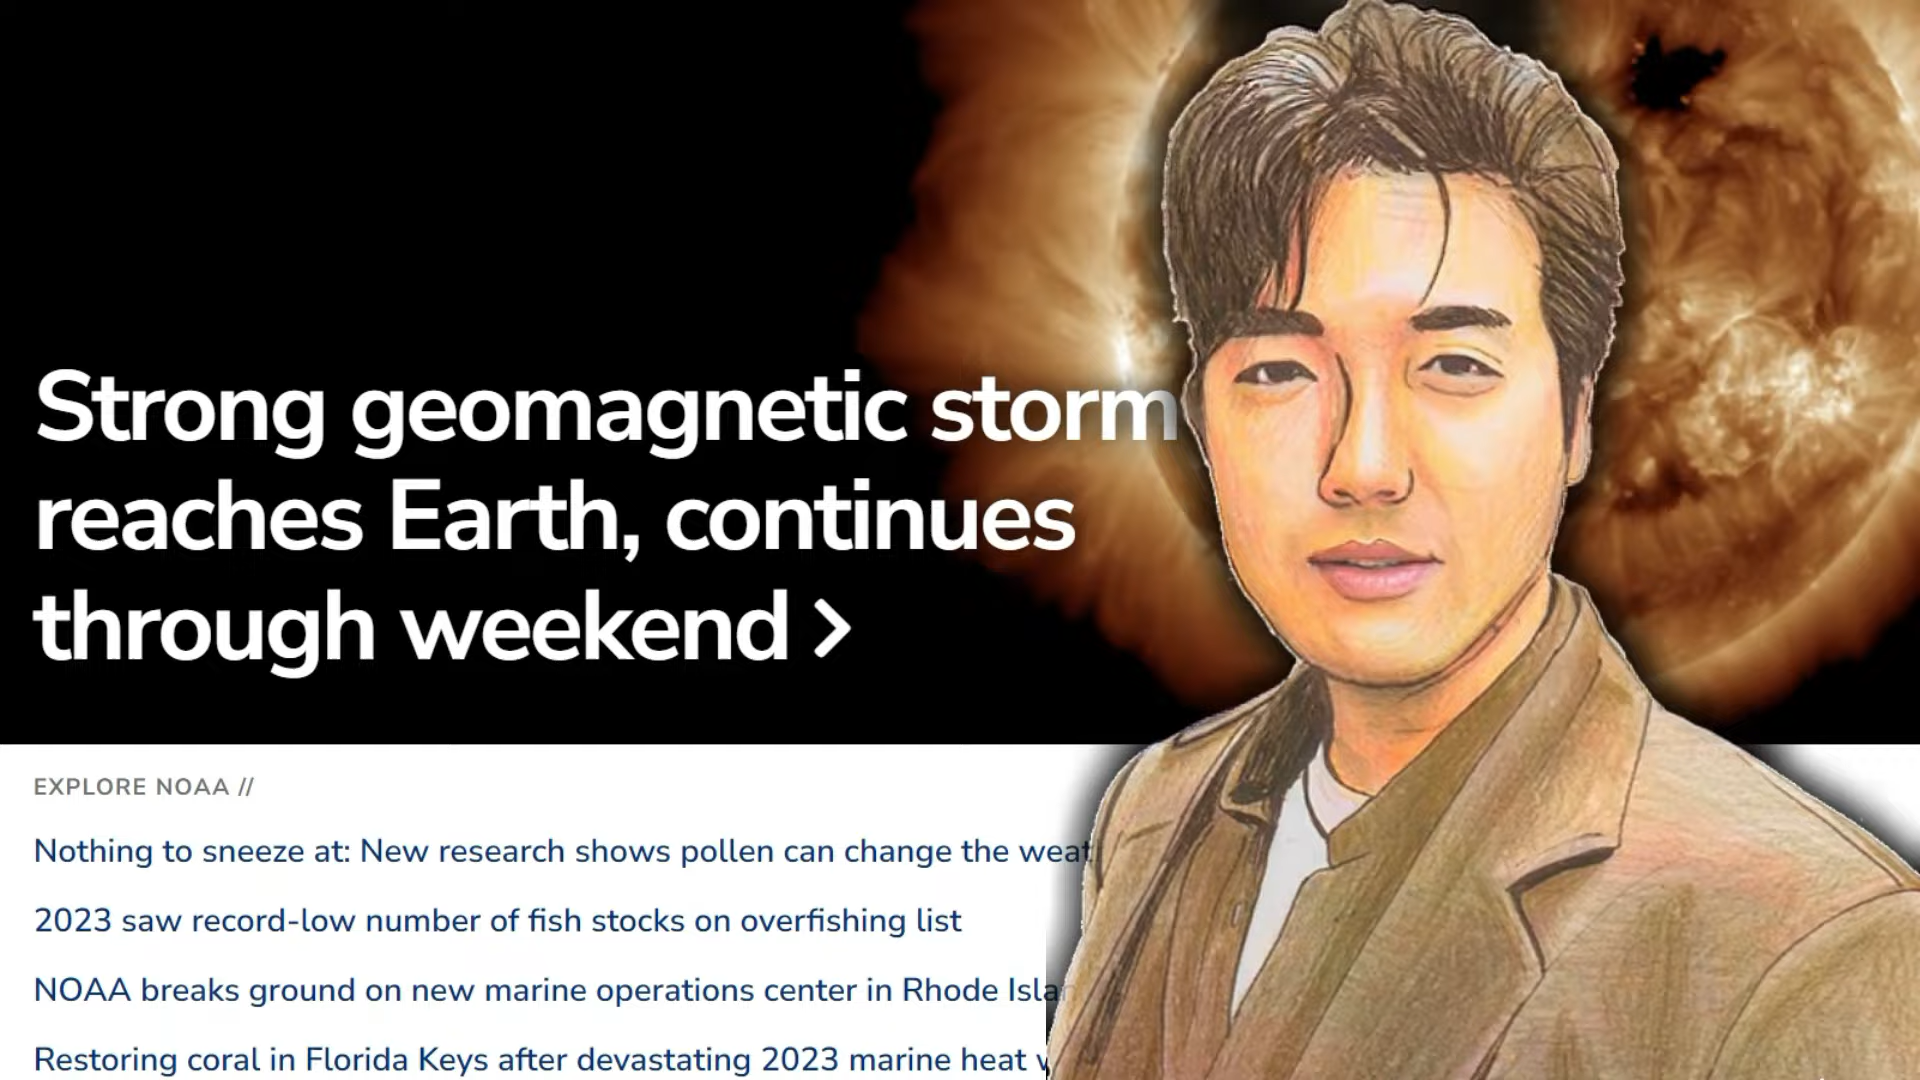 Strong geomagnetic storm
reaches Earth, continues
through weekend >
EXPLORE NOAA //
Nothing to sneeze at: New research shows pollen can change the
2023 saw record-low number of fish stocks on overfishing list
NOAA breaks ground on new marine operations center in Rhode
Restoring coral in Florida Keys after devastating 2023 marine heat